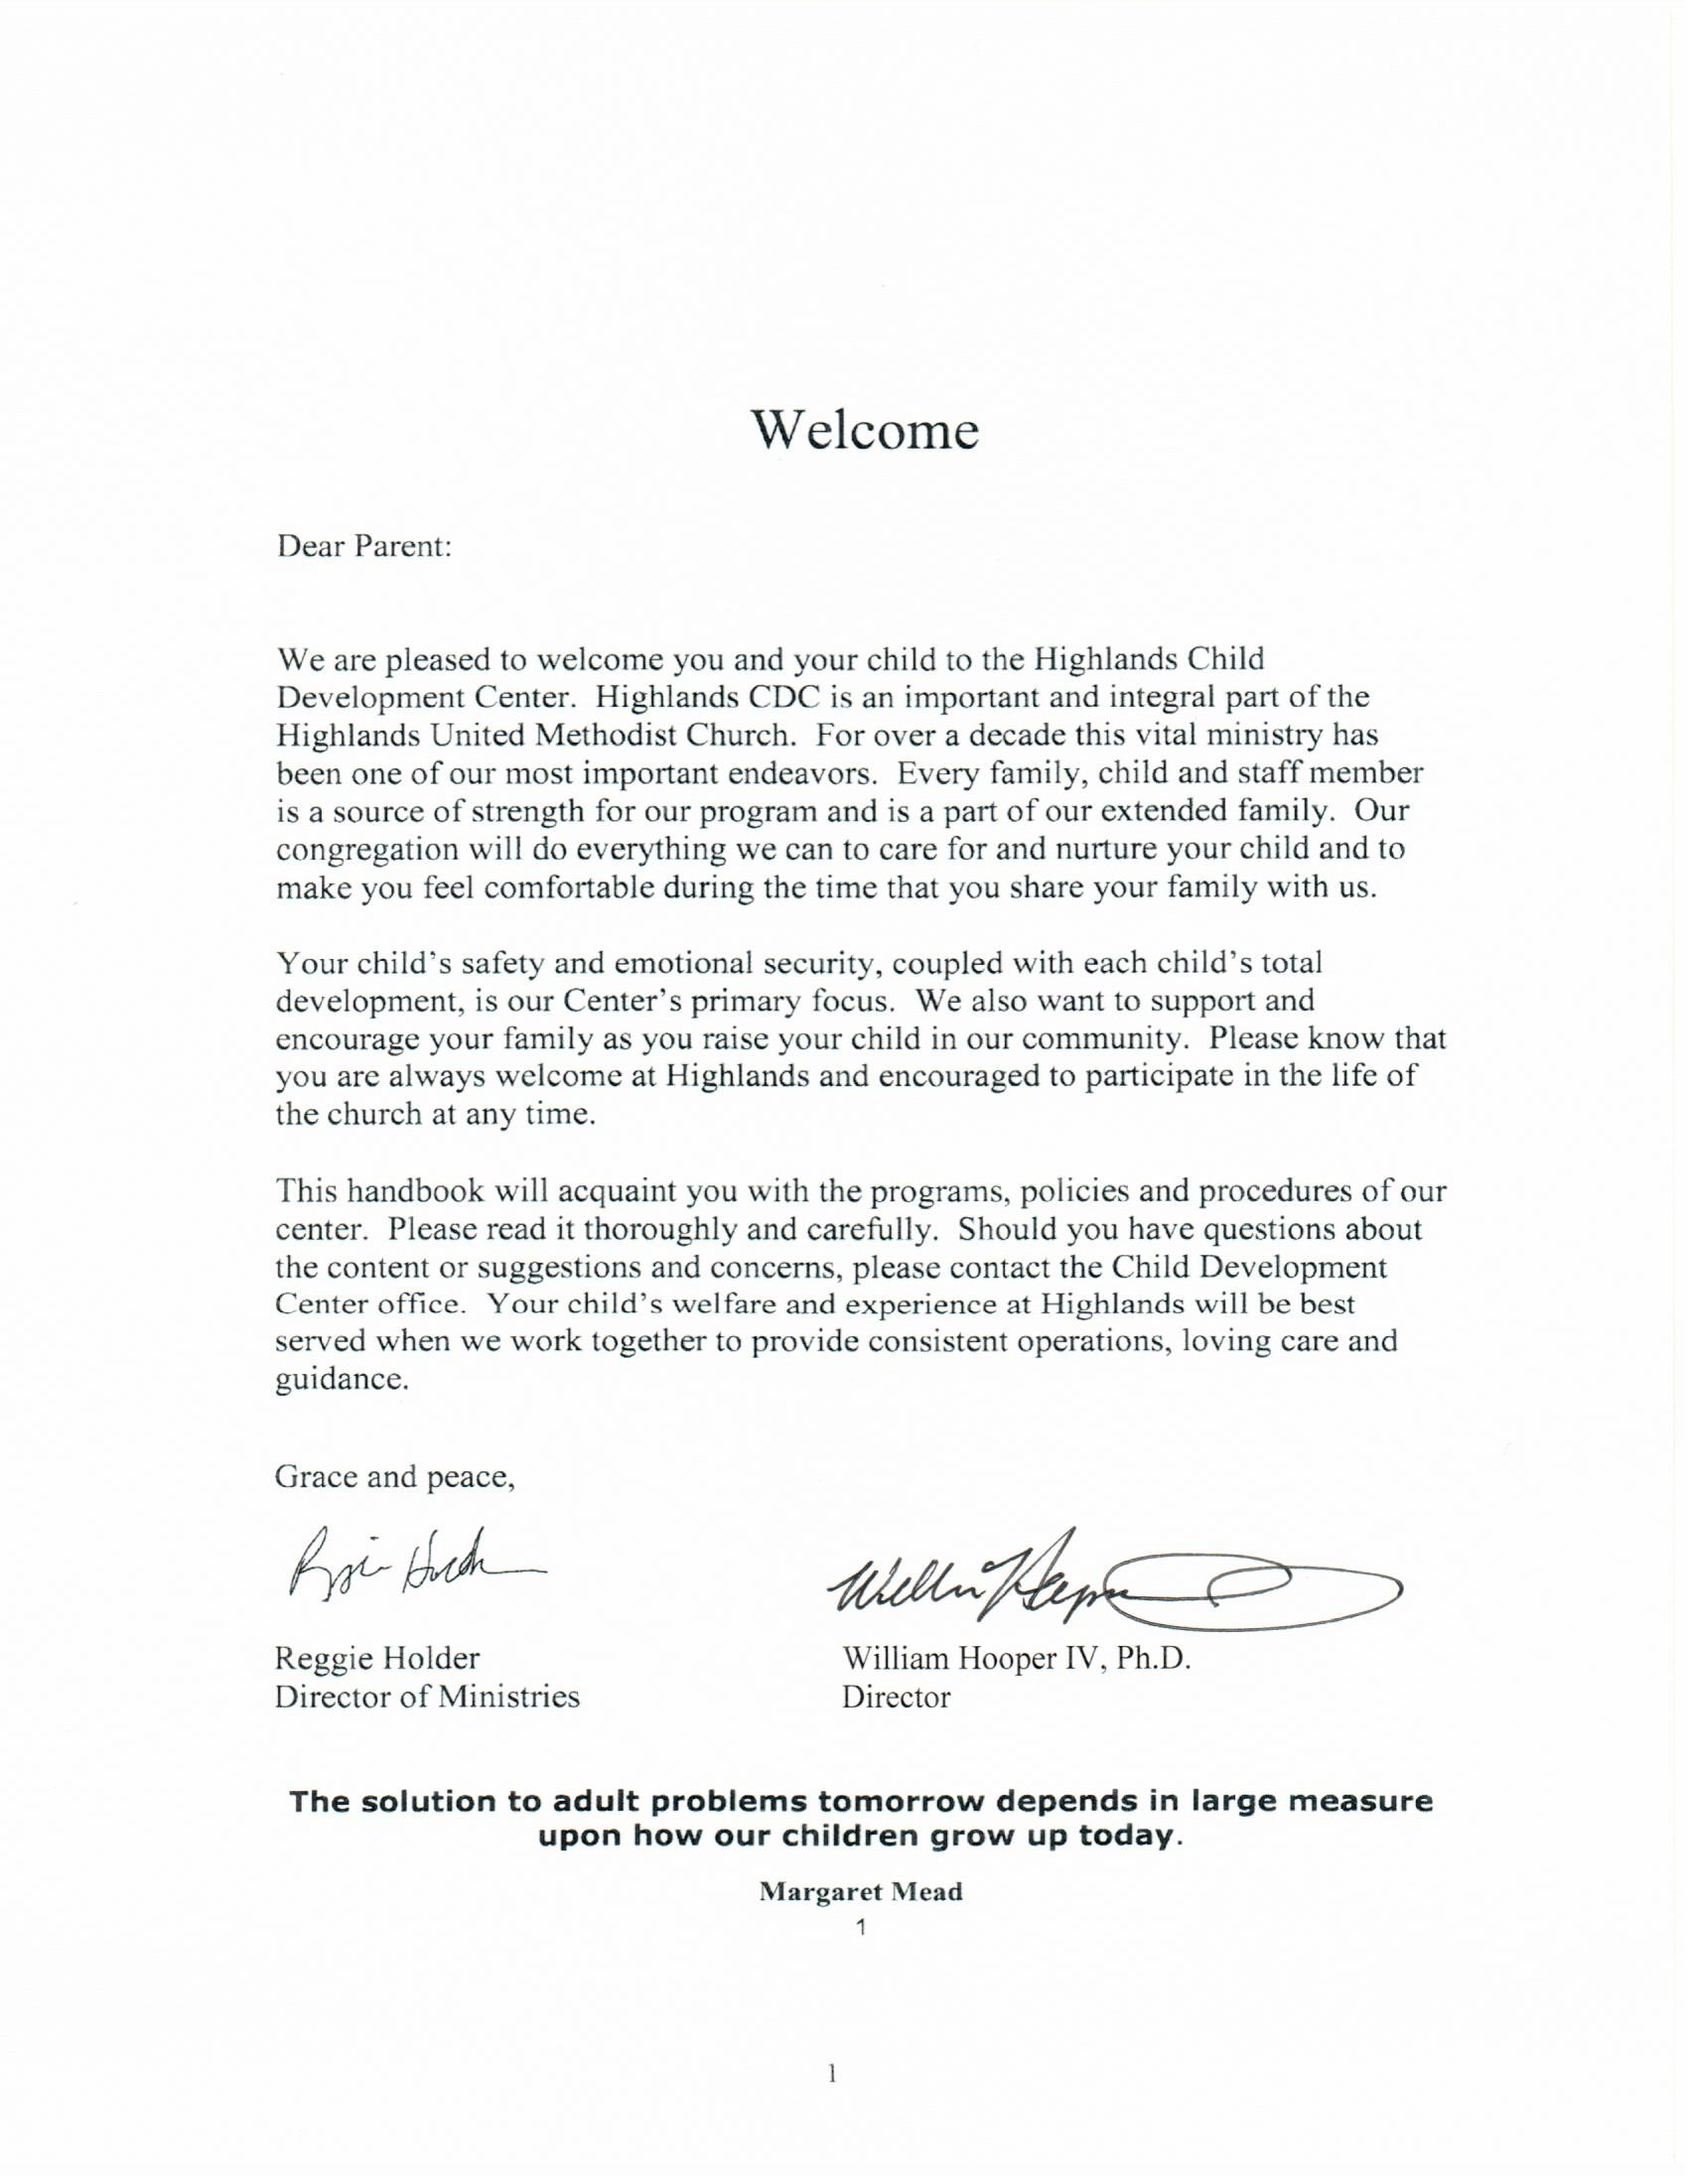 Welcome
Dear Parent:
We are pleased to welcome you and your child to the Highlands Child
Development Center.  Highlands CDC is an important and integral part of the
Highlands United Methodist Church.  For over a decade this vital ministry has
been one of our most important endeavors.  Every family, child and staff member
is a source of strength for our program and is a part of our extended family.  Our
congregation will do everything we can to care for and nurture your child and to
make you feel comfortable during the time that you share your family with us.
Your child's safety and emotional security, coupled with each child's total
development, is our Center's primary focus.  We also want to support and
encourage your family as you raise your child in our community.  Please know that
you are always welcome at Highlands and encouraged to participate in the life of
the church at any time.
This handbook will acquaint you with the programs, policies and procedures of our
center.  Please read it thoroughly and carefully.  Should you have questions about
the content or suggestions and concerns, please contact the Child Development
Center office.  Your child's welfare and experience at Highlands will be best
served when we work together to provide consistent operations, loving care and
guidance.
Grace and peace,
Reggie Holder
William Hooper IV, Ph.D.
Director of Ministries
Director
The solution to adult problems tomorrow depends in large measure
upon how our children grow up today.
Margaret Mead
1
1